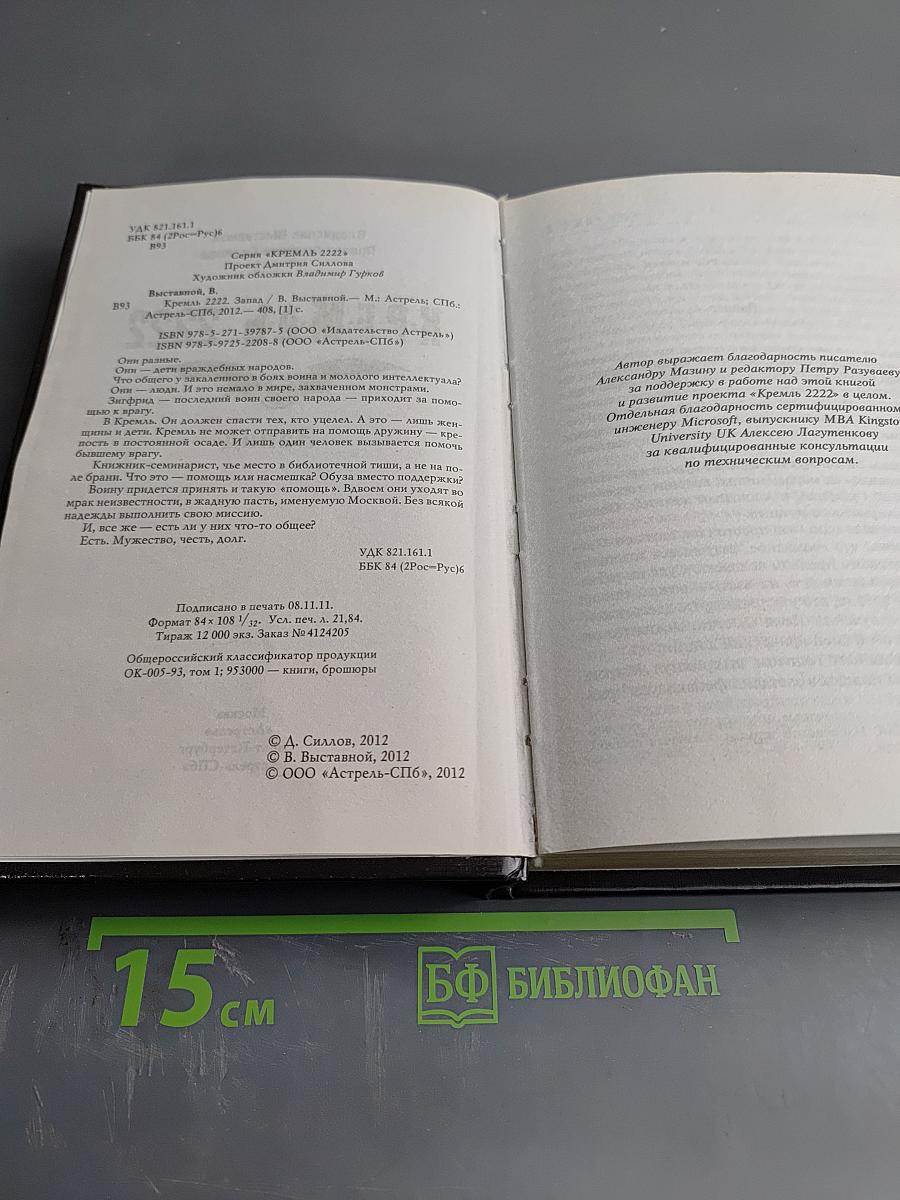 УДК 821.161.1
ББК 84 (2Рос=Рус)6
В93
Серия «КРЕМЛЬ 2222»
Проект Дмитрия Силлова
Художник обложки Владимир Гурков
Выставной, В.
В93
Кремль 2222. Запад / В. Выставной.— М.: Астрель; СПб.:
Астрель-СПб, 2012.— 408, [1] с.
ISBN 978-5-271-39787-5 (ООО «Издательство Астрель»)
ISBN 978-5-9725-2208-8 (ООО «Астрель-СПб»)
Они разные.
Они — дети враждебных народов.
Что общего у закаленного в боях воина и молодого интеллектуала?
Они — люди. И это немало в мире, захваченном монстрами.
Зигфрид — последний воин своего народа — приходит за помо-
щью к врагу.
В Кремль. Он должен спасти тех, кто уцелел. А это — лишь жен-
щины и дети. Кремль не может отправить на помощь дружину — кре-
пость в постоянной осаде. И лишь один человек вызывается помочь
бывшему врагу.
Книжник-семинарист, чье место в библиотечной тиши, а не на по-
ле брани. Что это — помощь или насмешка? Обуза вместо поддержки?
Воину придется принять и такую «помощь». Вдвоем они уходят во
мрак неизвестности, в жадную пасть, именуемую Москвой. Без всякой
надежды выполнить свою миссию.
И, все же — есть ли у них что-то общее?
Есть. Мужество, честь, долг.
УДК 821.161.1
ББК 84 (2Рос=Рус)6
Подписано в печать 08.11.11.
Формат 84×108 1/32. Усл. печ. л. 21,84.
Тираж 12 000 экз. Заказ № 4124205
Общероссийский классификатор продукции
ОК-005-93, том 1; 953000 — книги, брошюры
© Д. Силлов, 2012
© В. Выставной, 2012
© ООО «Астрель-СПб», 2012
Автор выражает благодарность писателю
Александру Мазину и редактору Петру Разуваеву
за поддержку в работе над этой книгой
и развитие проекта «Кремль 2222» в целом.
Отдельная благодарность сертифицированном
инженеру Microsoft, выпускнику MBA Kingsto
University UK Алексею Лагутенкову
за квалифицированные консультации
по техническим вопросам.
15 см
БФ БИБЛИОФАН